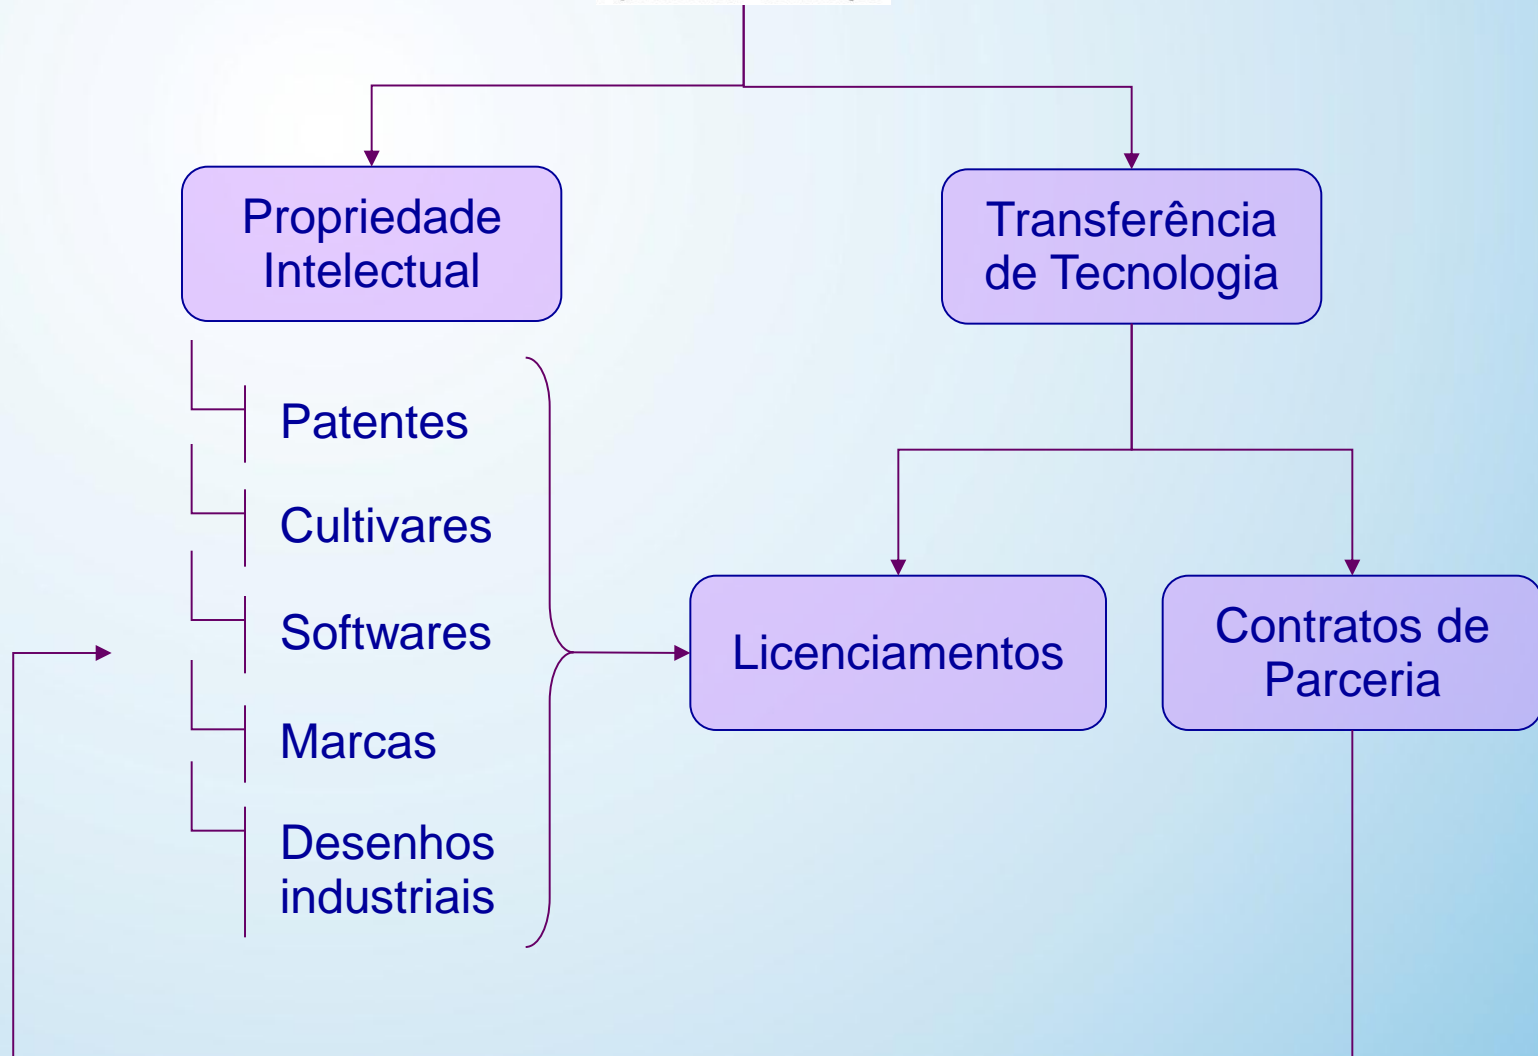 Propriedade
Intelectual
Transferência
de Tecnologia
Patentes
Cultivares
Softwares
Marcas
Desenhos
industriais
Licenciamentos
Contratos de
Parceria